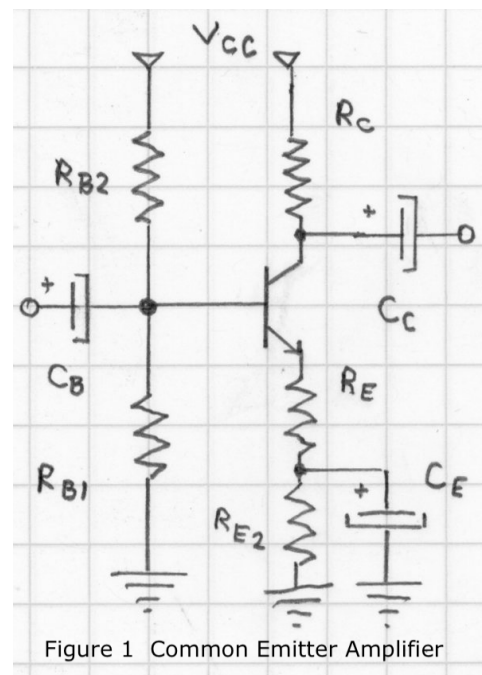 VCC
RC
RB2
+
+
CC
CB
RE
RB1
+
CE
RE2
Figure 1 Common Emitter Amplifier